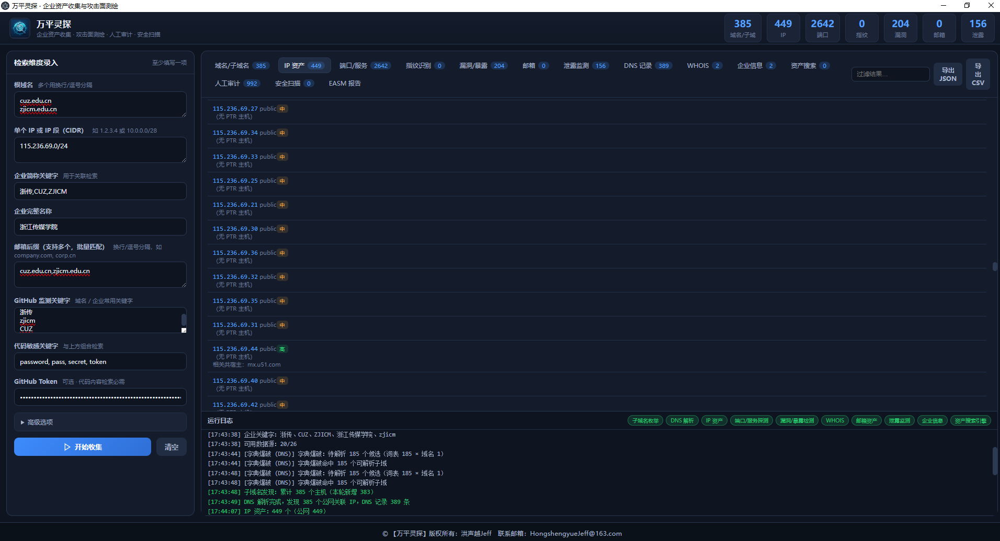 万平灵探 · 企业资产收集与攻击面测绘
万平灵探
企业资产收集 · 攻击面测绘 · 人工审计 · 安全扫描
385 域名/子域
449 IP
2642 端口
0 指纹
204 漏洞
0 邮箱
156 泄露
检索维度录入 至少填写一项
根域名 多个用换行/逗号分隔
cuz.edu.cn
zjicm.edu.cn
单个 IP 或 IP 段（CIDR） 如 1.2.3.4 或 10.0.0.0/28
115.236.69.0/24
企业简称关键字 用于关联检索
浙传,CUZ,ZJICM
企业完整名称
浙江传媒学院
邮箱后缀（支持多个，批量匹配） 换行/逗号分隔，如
company.com, corp.cn
cuz.edu.cn,zjicm.edu.cn
GitHub 监测关键字 域名 / 企业常用关键字
浙传
zjicm
CUZ
代码敏感关键字 与上方组合检索
password, pass, secret, token
GitHub Token 可选 · 代码内容检索必需
▶ 高级选项
开始收集 清空
域名/子域名 385 IP 资产 449 端口/服务 2642 指纹识别 0 漏洞/暴露 204 邮箱 0 泄露监测 156 DNS 记录 389 WHOIS 2 企业信息 2 资产搜索 0
人工审计 992 安全扫描 0 EASM 报告
过滤结果...
导出 JSON
导出 CSV
115.236.69.27 public 中
（无 PTR 主机）
115.236.69.34 public 中
（无 PTR 主机）
115.236.69.33 public 中
（无 PTR 主机）
115.236.69.25 public 中
（无 PTR 主机）
115.236.69.21 public 中
（无 PTR 主机）
115.236.69.30 public 中
（无 PTR 主机）
115.236.69.36 public 中
（无 PTR 主机）
115.236.69.32 public 中
（无 PTR 主机）
115.236.69.35 public 中
（无 PTR 主机）
115.236.69.31 public 中
（无 PTR 主机）
115.236.69.44 public 高
（无 PTR 主机）
相关共宿主：mx.u51.com
115.236.69.40 public 中
（无 PTR 主机）
115.236.69.42 public 中
运行日志 子域名枚举 DNS 解析 IP 资产 端口/服务探测 漏洞/暴露检测 WHOIS 邮箱资产 泄露监测 企业信息 资产搜索引擎
[17:43:38] 企业关键字：浙传、CUZ、ZJICM、浙江传媒学院、zjicm
[17:43:38] 可用数据源：20/26
[17:43:44] [字典爆破 (DNS)] 字典爆破：待解析 185 个候选（词表 185 × 域名 1）
[17:43:44] [字典爆破 (DNS)] 字典爆破命中 185 个可解析子域
[17:43:48] [字典爆破 (DNS)] 字典爆破：待解析 185 个候选（词表 185 × 域名 1）
[17:43:48] [字典爆破 (DNS)] 字典爆破命中 185 个可解析子域
[17:43:48] 子域名发现：累计 385 个主机（本轮新增 383）
[17:43:49] DNS 解析完成，发现 385 个公网关联 IP，DNS 记录 389 条
[17:44:07] IP 资产：449 个（公网 449）
© 【万平灵探】版权所有：洪声越Jeff 联系邮箱：HongshengyueJeff@163.com